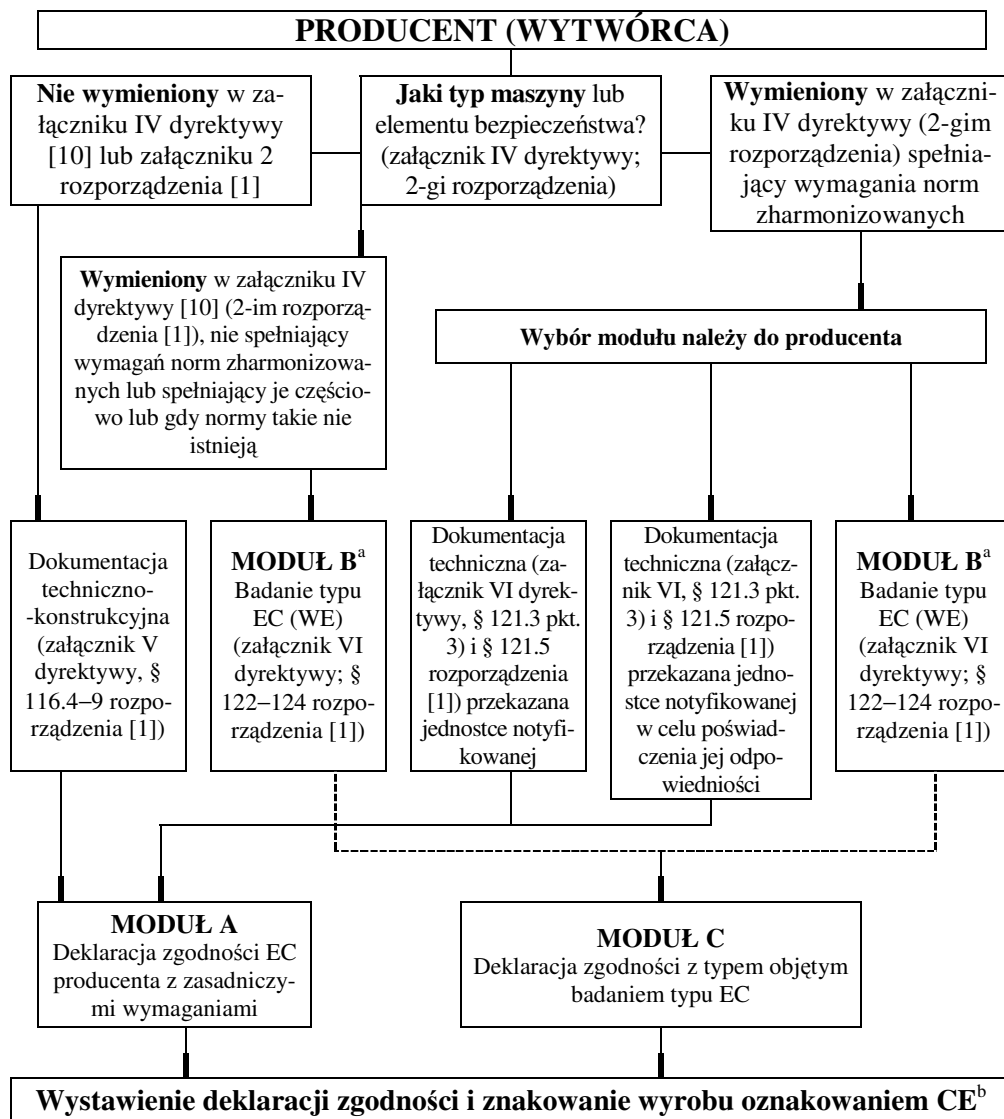 PRODUCENT (WYTWÓRCA)
Nie wymieniony w za-
łączniku IV dyrektywy
[10] lub załączniku 2
rozporządzenia [1]
Jaki typ maszyny lub
elementu bezpieczeństwa?
(załącznik IV dyrektywy;
2-gi rozporządzenia)
Wymieniony w załączni-
ku IV dyrektywy (2-gim
rozporządzenia) spełnia-
jący wymagania norm
zharmonizowanych
Wymieniony w załączniku IV
dyrektywy [10] (2-im rozporzą-
dzenia [1]), nie spełniający
wymagań norm zharmonizowa-
nych lub spełniający je częścio-
wo lub gdy normy takie nie
istnieją
Wybór modułu należy do producenta
Dokumentacja
techniczno-
-konstrukcyjna
(załącznik V
dyrektywy, §
116.4–9 rozpo-
rządzenia [1])
MODUŁ Bᵃ
Badanie typu
EC (WE)
(załącznik VI
dyrektywy; §
122–124 rozpo-
rządzenia [1])
Dokumentacja
techniczna (za-
łącznik VI dyrek-
tywy, § 121.3 pkt.
3) i § 121.5
rozporządzenia
[1]) przekazana
jednostce notyfi-
kowanej
Dokumentacja
techniczna (załącz-
nik VI, § 121.3 pkt.
3) i § 121.5 rozpo-
rządzenia [1])
przekazana jedno-
stce notyfikowanej
w celu poświad-
czenia jej odpo-
wiedniości
MODUŁ Bᵃ
Badanie typu
EC (WE)
(załącznik VI
dyrektywy; §
122–124 rozpo-
rządzenia [1])
MODUŁ A
Deklaracja zgodności EC
producenta z zasadniczy-
mi wymaganiami
MODUŁ C
Deklaracja zgodności z typem objętym
badaniem typu EC
Wystawienie deklaracji zgodności i znakowanie wyrobu oznakowaniem CEᵇ